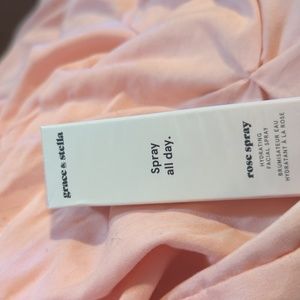 grace & stella
Spray
all day.
rose spray
HYDRATING
FACIAL SPRAY
BRUMISATEUR EAU
HYDRATANT À LA ROSE